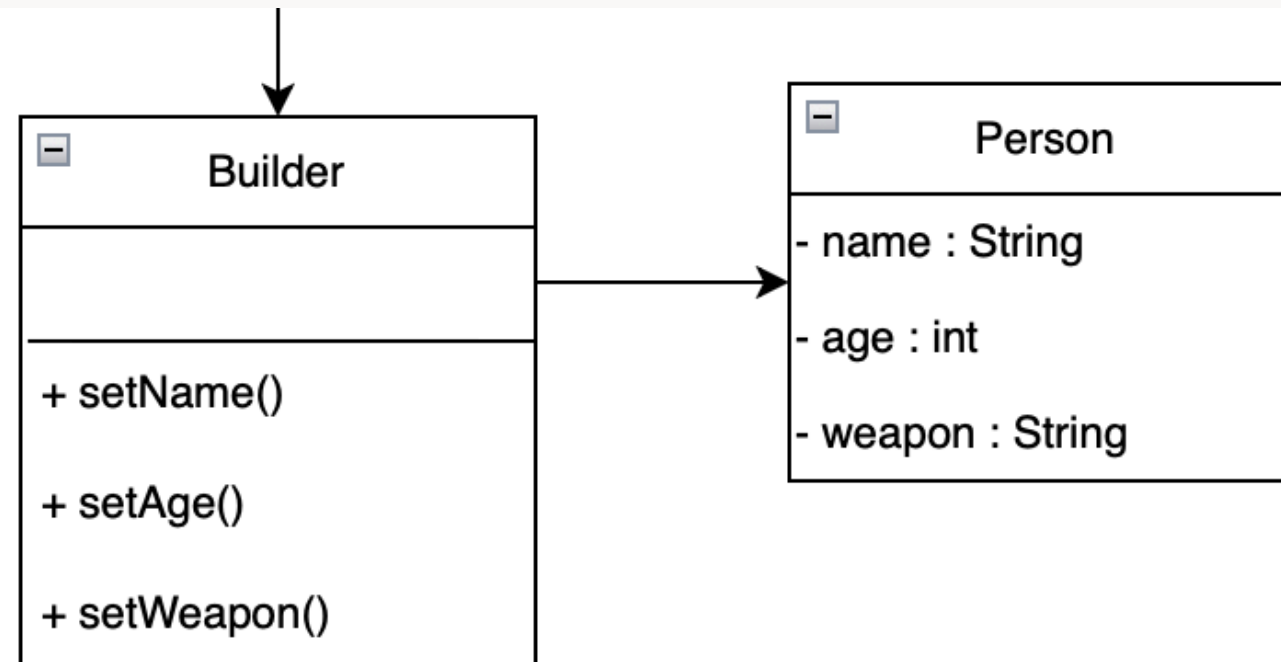 Builder
+ setName()
+ setAge()
+ setWeapon()
Person
- name : String
- age : int
- weapon : String